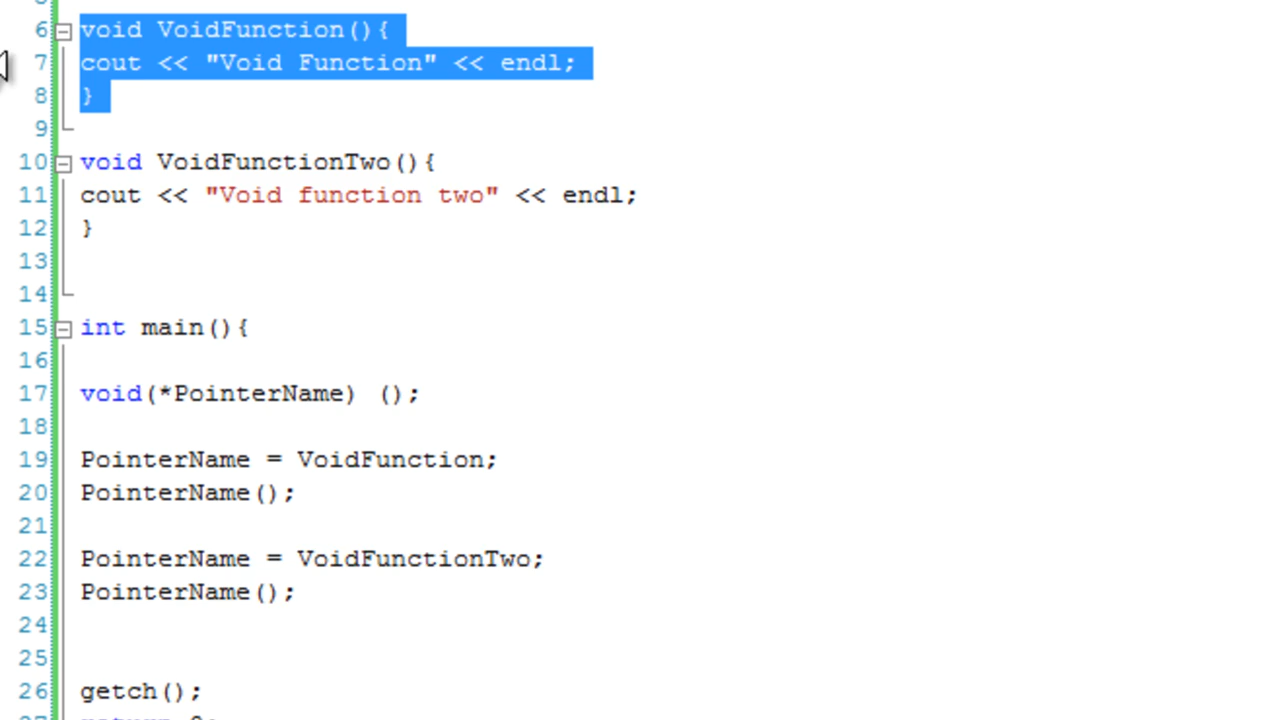 6 void VoidFunction(){
7 cout << "Void Function" << endl;
8 }
9
10 void VoidFunctionTwo(){
11 cout << "Void function two" << endl;
12 }
13
14
15 int main(){
16
17 void(*PointerName) ();
18
19 PointerName = VoidFunction;
20 PointerName();
21
22 PointerName = VoidFunctionTwo;
23 PointerName();
24
25
26 getch();